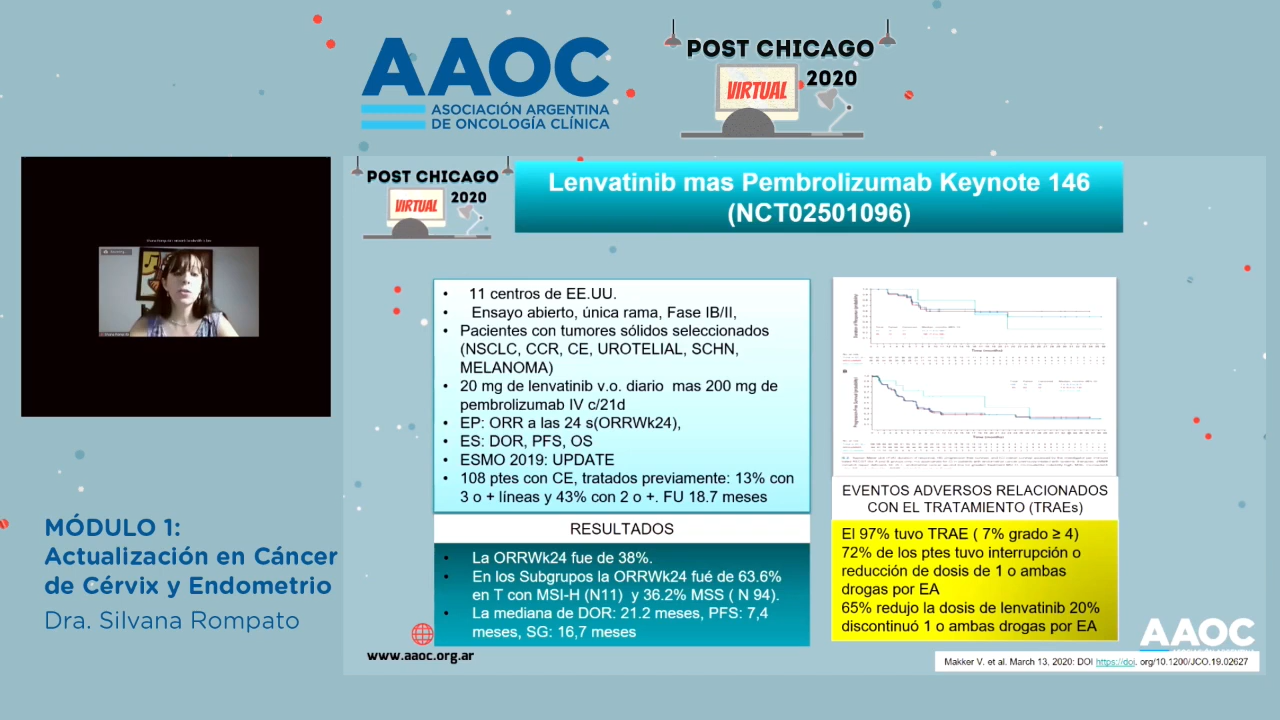 AAOC
ASOCIACIÓN ARGENTINA
DE ONCOLOGÍA CLÍNICA
POST CHICAGO
2020
VIRTUAL
POST CHICAGO
2020
VIRTUAL
Lenvatinib mas Pembrolizumab Keynote 146
(NCT02501096)
• 11 centros de EE.UU.
• Ensayo abierto, única rama, Fase IB/II,
• Pacientes con tumores sólidos seleccionados
(NSCLC, CCR, CE, UROTELIAL, SCHN,
MELANOMA)
• 20 mg de lenvatinib v.o. diario mas 200 mg de
pembrolizumab IV c/21d
• EP: ORR a las 24 s(ORRWk24),
• ES: DOR, PFS, OS
• ESMO 2019: UPDATE
• 108 ptes con CE, tratados previamente: 13% con
3 o + líneas y 43% con 2 o +. FU 18.7 meses
RESULTADOS
• La ORRWk24 fue de 38%.
• En los Subgrupos la ORRWk24 fué de 63.6%
en T con MSI-H (N11) y 36.2% MSS ( N 94).
• La mediana de DOR: 21.2 meses, PFS: 7,4
meses, SG: 16,7 meses
EVENTOS ADVERSOS RELACIONADOS
CON EL TRATAMIENTO (TRAEs)
El 97% tuvo TRAE ( 7% grado ≥ 4)
72% de los ptes tuvo interrupción o
reducción de dosis de 1 o ambas
drogas por EA
65% redujo la dosis de lenvatinib 20%
discontinuó 1 o ambas drogas por EA
MÓDULO 1:
Actualización en Cáncer
de Cérvix y Endometrio
Dra. Silvana Rompato
www.aaoc.org.ar
AAOC
Makker V. et al. March 13, 2020: DOI https://doi. org/10.1200/JCO.19.02627